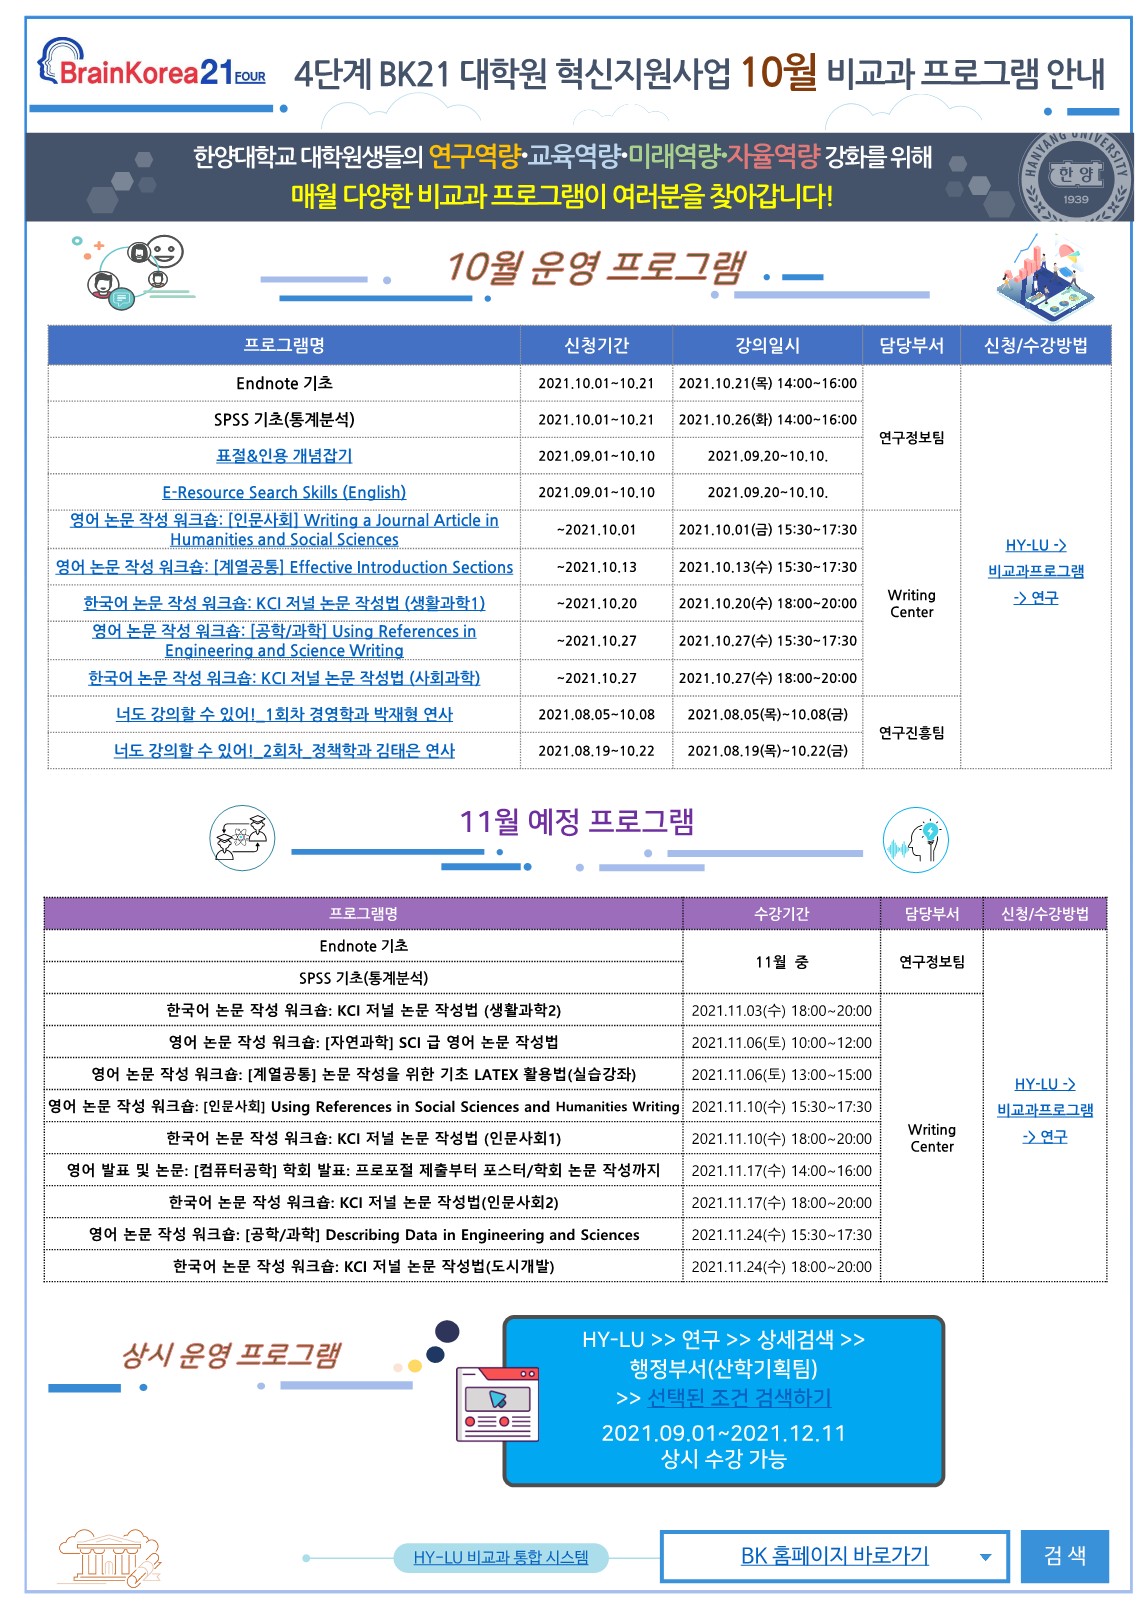 BrainKorea21 FOUR
4단계 BK21 대학원 혁신지원사업 10월 비교과 프로그램 안내
한양대학교 대학원생들의 연구역량·교육역량·미래역량·자율역량 강화를 위해
매월 다양한 비교과 프로그램이 여러분을 찾아갑니다!
HANYANG UNIVERSITY
한양
1939
10월 운영 프로그램
프로그램명 신청기간 강의일시 담당부서 신청/수강방법
Endnote 기초 2021.10.01~10.21 2021.10.21(목) 14:00~16:00
SPSS 기초(통계분석) 2021.10.01~10.21 2021.10.26(화) 14:00~16:00
연구정보팀
표절&인용 개념잡기 2021.09.01~10.10 2021.09.20~10.10.
E-Resource Search Skills (English) 2021.09.01~10.10 2021.09.20~10.10.
영어 논문 작성 워크숍: [인문사회] Writing a Journal Article in
Humanities and Social Sciences
~2021.10.01 2021.10.01(금) 15:30~17:30
HY-LU ->
비교과프로그램
-> 연구
영어 논문 작성 워크숍: [계열공통] Effective Introduction Sections ~2021.10.13 2021.10.13(수) 15:30~17:30
한국어 논문 작성 워크숍: KCI 저널 논문 작성법 (생활과학1) ~2021.10.20 2021.10.20(수) 18:00~20:00
Writing
Center
영어 논문 작성 워크숍: [공학/과학] Using References in
Engineering and Science Writing
~2021.10.27 2021.10.27(수) 15:30~17:30
한국어 논문 작성 워크숍: KCI 저널 논문 작성법 (사회과학) ~2021.10.27 2021.10.27(수) 18:00~20:00
너도 강의할 수 있어!_1회차 경영학과 박재형 연사 2021.08.05~10.08 2021.08.05(목)~10.08(금)
연구진흥팀
너도 강의할 수 있어!_2회차_정책학과 김태은 연사 2021.08.19~10.22 2021.08.19(목)~10.22(금)
11월 예정 프로그램
프로그램명 수강기간 담당부서 신청/수강방법
Endnote 기초
11월 중 연구정보팀
SPSS 기초(통계분석)
한국어 논문 작성 워크숍: KCI 저널 논문 작성법 (생활과학2) 2021.11.03(수) 18:00~20:00
영어 논문 작성 워크숍: [자연과학] SCI 급 영어 논문 작성법 2021.11.06(토) 10:00~12:00
영어 논문 작성 워크숍: [계열공통] 논문 작성을 위한 기초 LATEX 활용법(실습강좌) 2021.11.06(토) 13:00~15:00
HY-LU ->
비교과프로그램
-> 연구
영어 논문 작성 워크숍: [인문사회] Using References in Social Sciences and Humanities Writing 2021.11.10(수) 15:30~17:30
한국어 논문 작성 워크숍: KCI 저널 논문 작성법 (인문사회1) 2021.11.10(수) 18:00~20:00
Writing
Center
영어 발표 및 논문: [컴퓨터공학] 학회 발표: 프로포절 제출부터 포스터/학회 논문 작성까지 2021.11.17(수) 14:00~16:00
한국어 논문 작성 워크숍: KCI 저널 논문 작성법(인문사회2) 2021.11.17(수) 18:00~20:00
영어 논문 작성 워크숍: [공학/과학] Describing Data in Engineering and Sciences 2021.11.24(수) 15:30~17:30
한국어 논문 작성 워크숍: KCI 저널 논문 작성법(도시개발) 2021.11.24(수) 18:00~20:00
상시 운영 프로그램
HY-LU >> 연구 >> 상세검색 >>
행정부서(산학기획팀)
>> 선택된 조건 검색하기
2021.09.01~2021.12.11
상시 수강 가능
HY-LU 비교과 통합 시스템
BK 홈페이지 바로가기
검 색